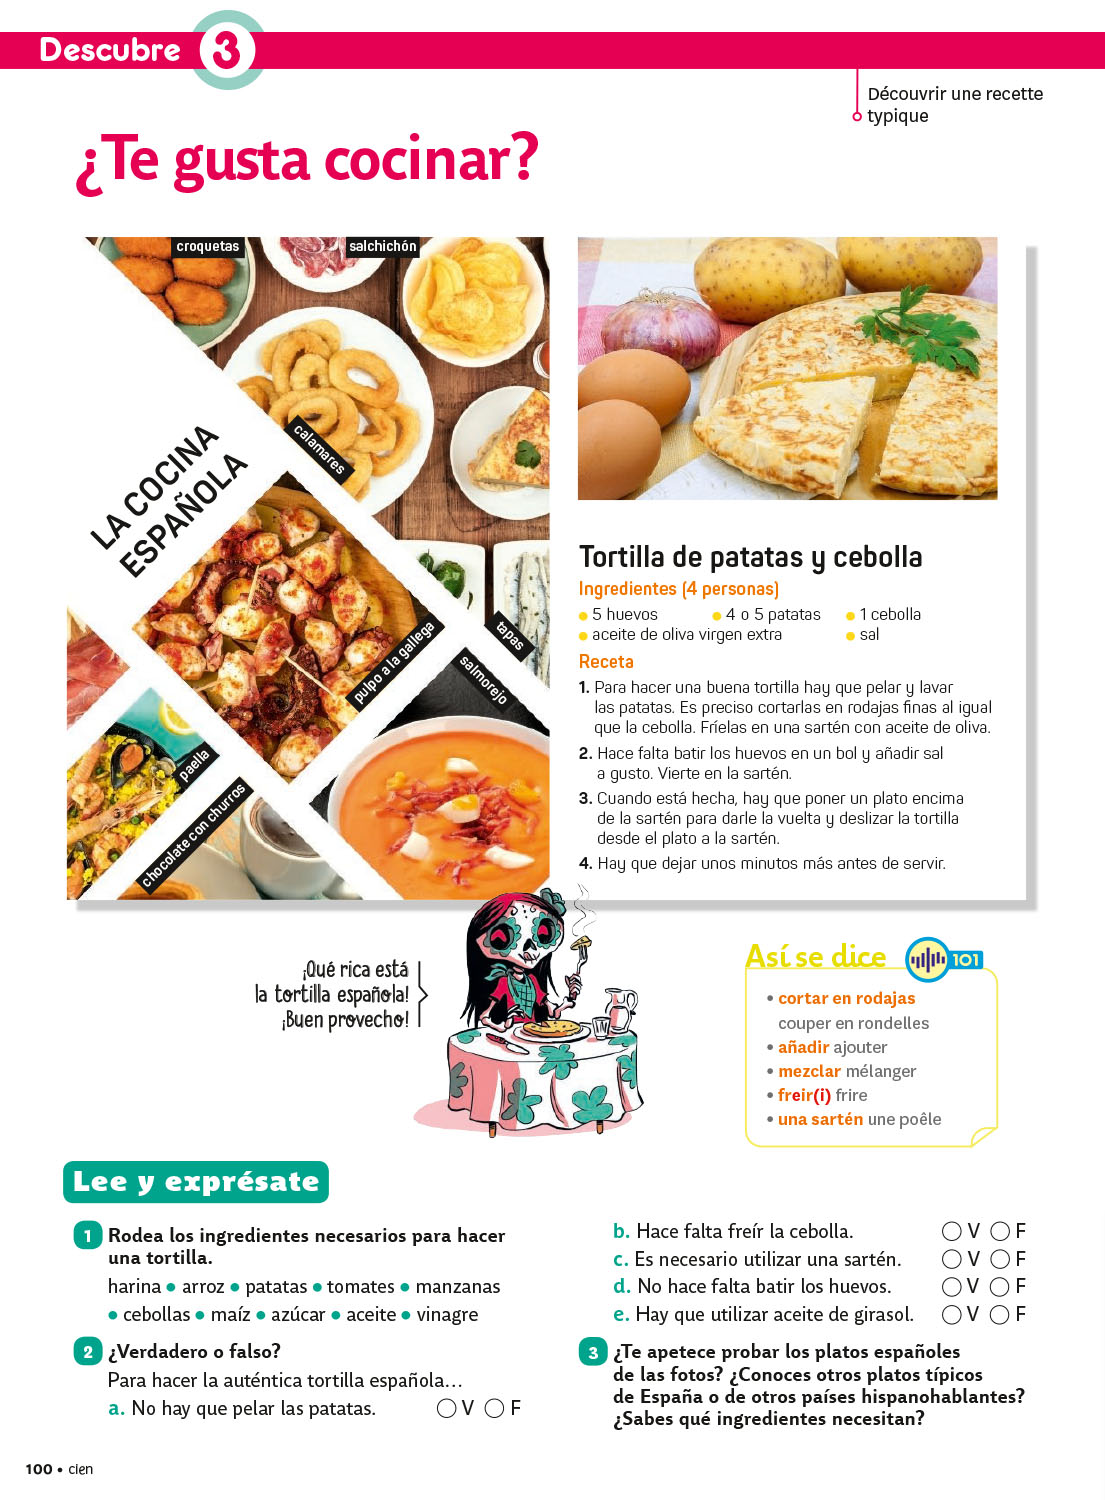 Descubre 3
Découvrir une recette
typique
¿Te gusta cocinar?
croquetas
salchichón
calamares
LA COCINA
ESPAÑOLA
pulpo a la gallega
tapas
salmorejo
paella
chocolate con churros
Tortilla de patatas y cebolla
Ingredientes (4 personas)
● 5 huevos ● 4 o 5 patatas ● 1 cebolla
● aceite de oliva virgen extra ● sal
Receta
1. Para hacer una buena tortilla hay que pelar y lavar
las patatas. Es preciso cortarlas en rodajas finas al igual
que la cebolla. Fríelas en una sartén con aceite de oliva.
2. Hace falta batir los huevos en un bol y añadir sal
a gusto. Vierte en la sartén.
3. Cuando está hecha, hay que poner un plato encima
de la sartén para darle la vuelta y deslizar la tortilla
desde el plato a la sartén.
4. Hay que dejar unos minutos más antes de servir.
¡Qué rica está
la tortilla española!
¡Buen provecho!
Así se dice 101
• cortar en rodajas
couper en rondelles
• añadir ajouter
• mezclar mélanger
• freir(i) frire
• una sartén une poêle
Lee y exprésate
1 Rodea los ingredientes necesarios para hacer
una tortilla.
harina ● arroz ● patatas ● tomates ● manzanas
● cebollas ● maíz ● azúcar ● aceite ● vinagre
2 ¿Verdadero o falso?
Para hacer la auténtica tortilla española...
a. No hay que pelar las patatas. V F
b. Hace falta freír la cebolla. V F
c. Es necesario utilizar una sartén. V F
d. No hace falta batir los huevos. V F
e. Hay que utilizar aceite de girasol. V F
3 ¿Te apetece probar los platos españoles
de las fotos? ¿Conoces otros platos típicos
de España o de otros países hispanohablantes?
¿Sabes qué ingredientes necesitan?
100 • cien